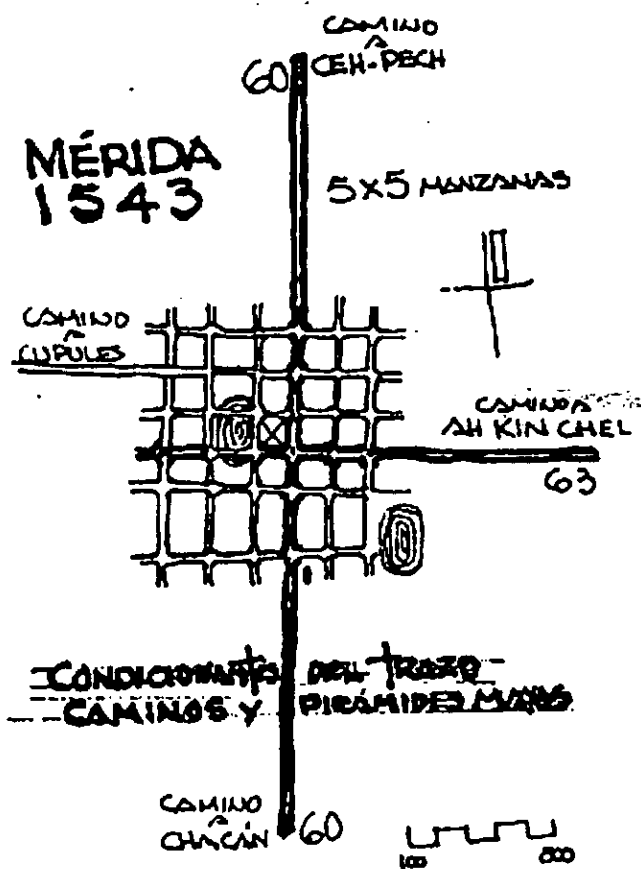 CAMINO
A
CEH-PECH
60
MÉRIDA
1543
5X5 MANZANAS
CAMINO
A
CUPULES
CAMINO A
AH KIN CHEL
63
CONDICIONANTES DEL TRAZO
CAMINOS Y PIRÁMIDES MAYAS
CAMINO
A
CHACÁN
60
100
500